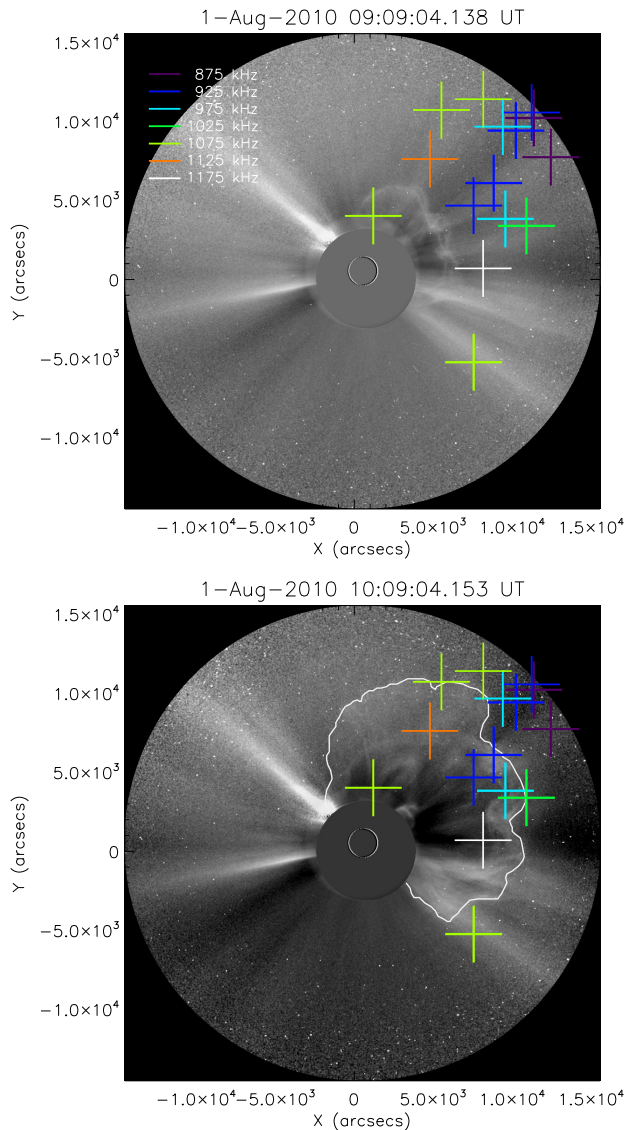 1-Aug-2010 09:09:04.138 UT
1.5×10⁴
875 kHz
925 kHz
975 kHz
1.0×10⁴
1025 kHz
1075 kHz
1125 kHz
1175 kHz
5.0×10³
Y (arcsecs)
0
-5.0×10³
-1.0×10⁴
-1.0×10⁴ -5.0×10³ 0 5.0×10³ 1.0×10⁴ 1.5×10⁴
X (arcsecs)
1-Aug-2010 10:09:04.153 UT
1.5×10⁴
1.0×10⁴
5.0×10³
Y (arcsecs)
0
-5.0×10³
-1.0×10⁴
-1.0×10⁴ -5.0×10³ 0 5.0×10³ 1.0×10⁴ 1.5×10⁴
X (arcsecs)